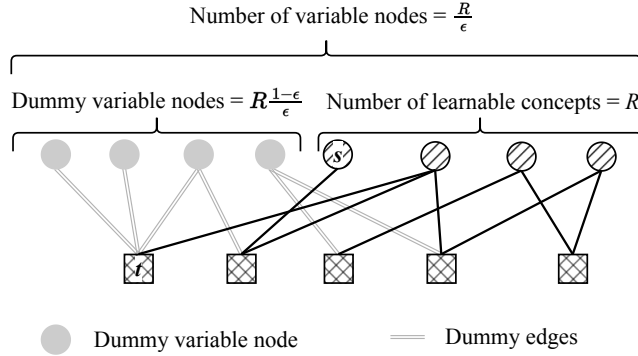 Number of variable nodes = R/ϵ
Dummy variable nodes = R (1−ϵ)/ϵ
Number of learnable concepts = R
s
t
Dummy variable node
Dummy edges